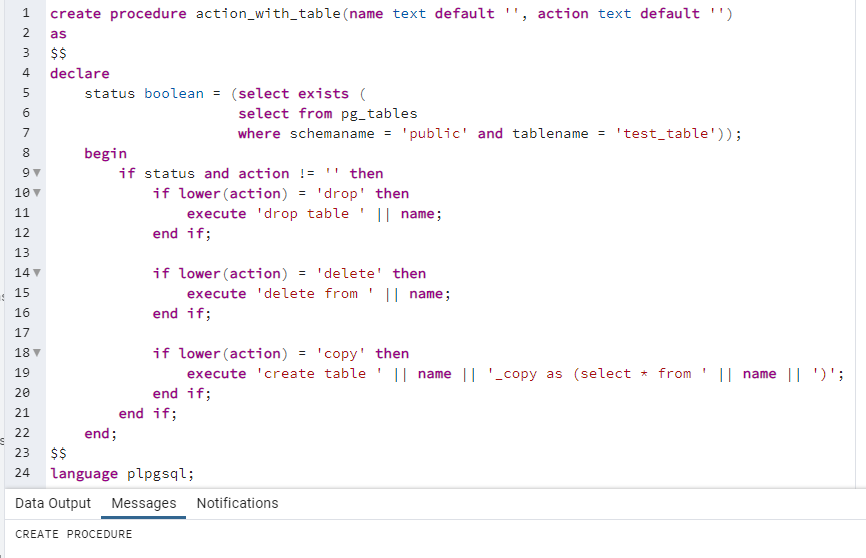 1 create procedure action_with_table(name text default '', action text default '')
2 as
3 $$
4 declare
5     status boolean = (select exists (
6                       select from pg_tables
7                       where schemaname = 'public' and tablename = 'test_table'));
8     begin
9         if status and action != '' then
10             if lower(action) = 'drop' then
11                 execute 'drop table ' || name;
12             end if;
13
14             if lower(action) = 'delete' then
15                 execute 'delete from ' || name;
16             end if;
17
18             if lower(action) = 'copy' then
19                 execute 'create table ' || name || '_copy as (select * from ' || name || ')';
20             end if;
21         end if;
22     end;
23 $$
24 language plpgsql;
Data Output Messages Notifications
CREATE PROCEDURE